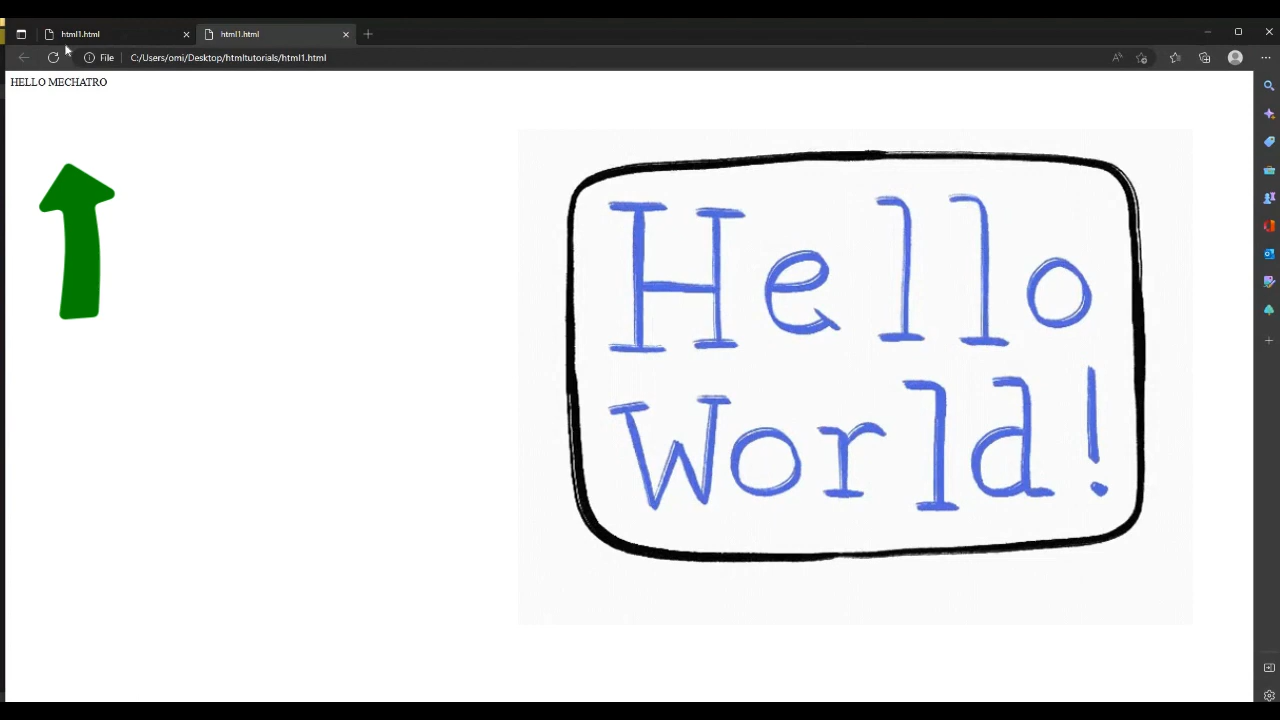 html1.html
html1.html
File
C:/Users/omi/Desktop/htmltutorials/html1.html
HELLO MECHATRO
Hello
World!